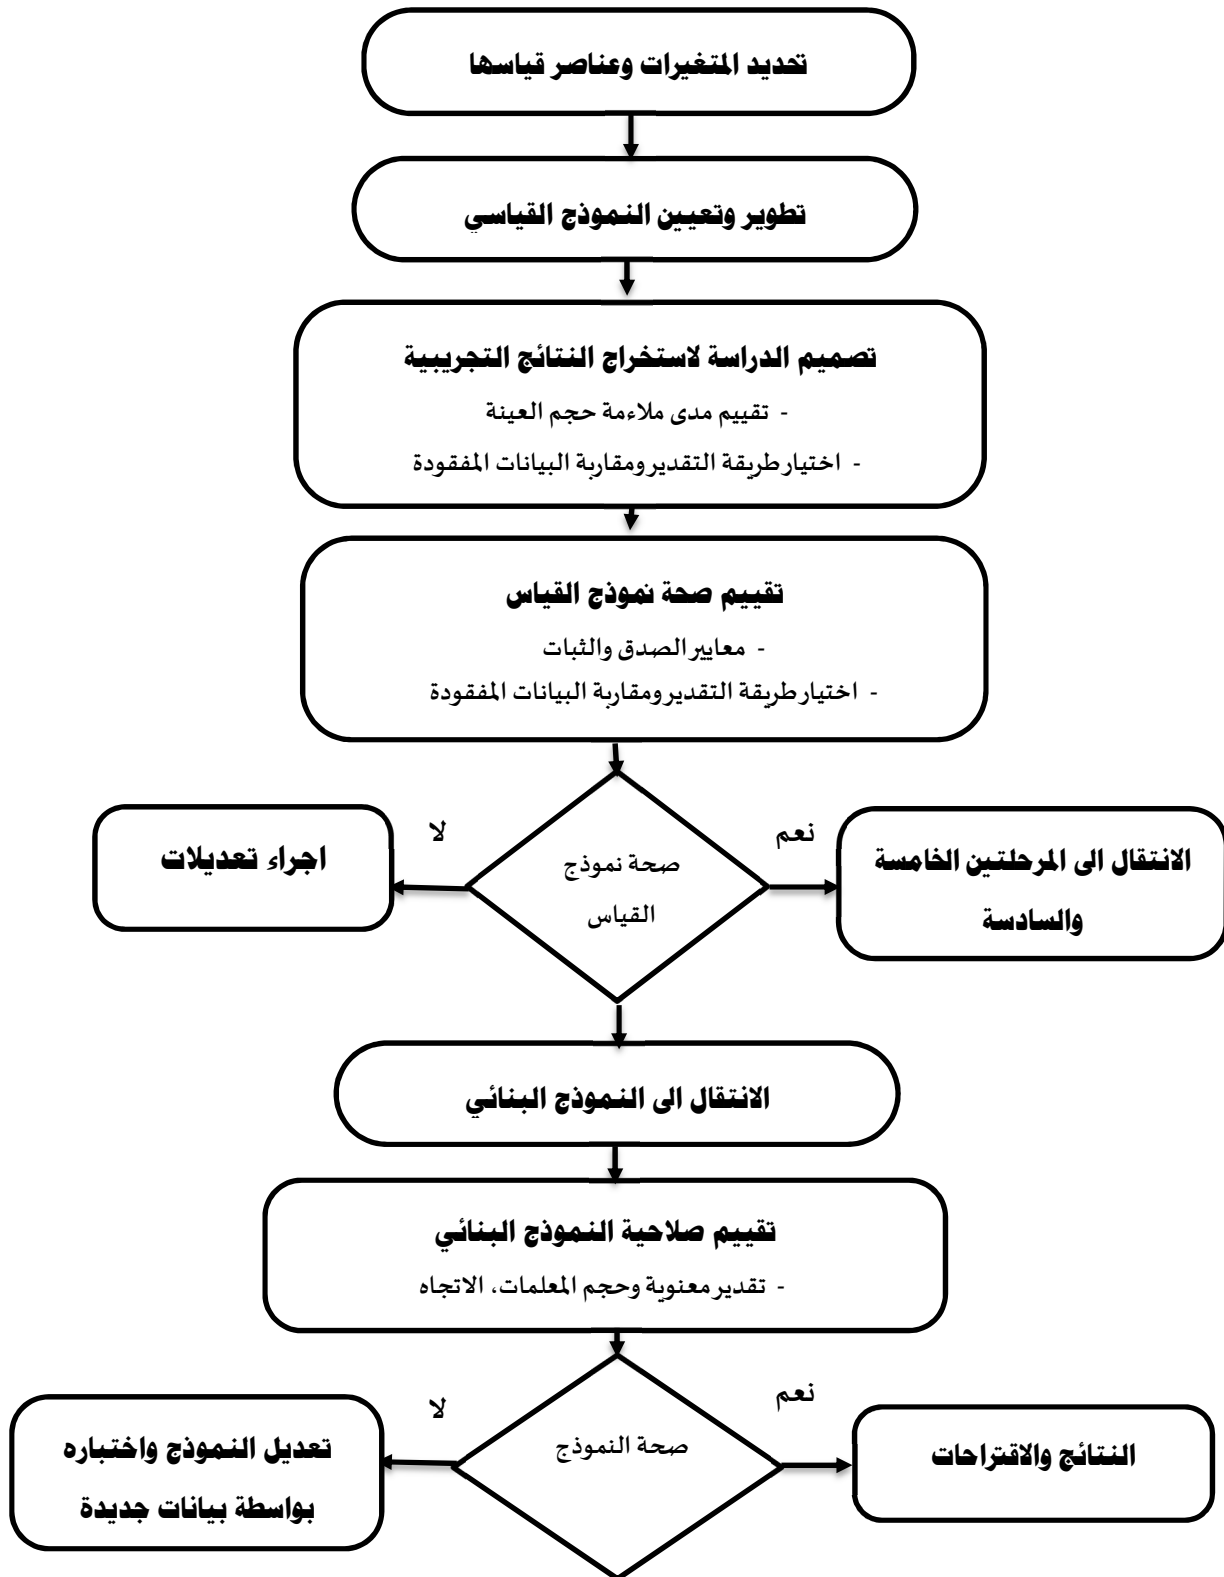 تحديد المتغيرات وعناصر قياسها
تطوير وتعيين النموذج القياسي
تصميم الدراسة لاستخراج النتائج التجريبية
- تقييم مدى ملاءمة حجم العينة
- اختيار طريقة التقدير ومقاربة البيانات المفقودة
تقييم صحة نموذج القياس
- معايير الصدق والثبات
- اختيار طريقة التقدير ومقاربة البيانات المفقودة
نعم
لا
الانتقال الى المرحلتين الخامسة
والسادسة
صحة نموذج
القياس
اجراء تعديلات
الانتقال الى النموذج البنائي
تقييم صلاحية النموذج البنائي
- تقدير معنوية وحجم المعلمات، الاتجاه
نعم
لا
النتائج والاقتراحات
صحة النموذج
تعديل النموذج واختباره
بواسطة بيانات جديدة